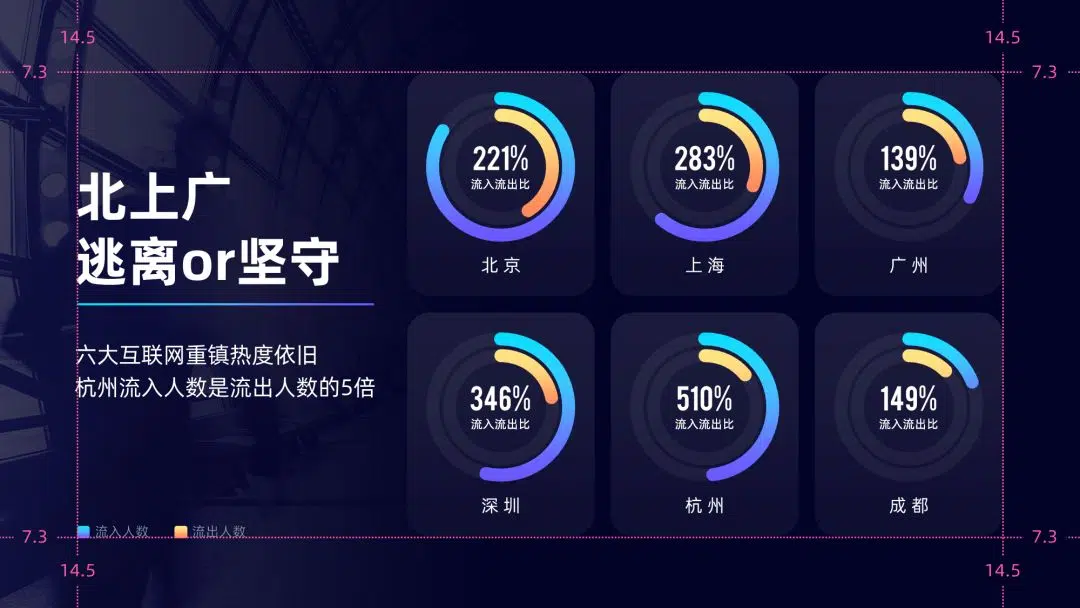 14.5
14.5
7.3
7.3
北上广
逃离or坚守
六大互联网重镇热度依旧
杭州流入人数是流出人数的5倍
流入人数
流出人数
221%
流入流出比
北京
283%
流入流出比
上海
139%
流入流出比
广州
346%
流入流出比
深圳
510%
流入流出比
杭州
149%
流入流出比
成都
7.3
7.3
14.5
14.5